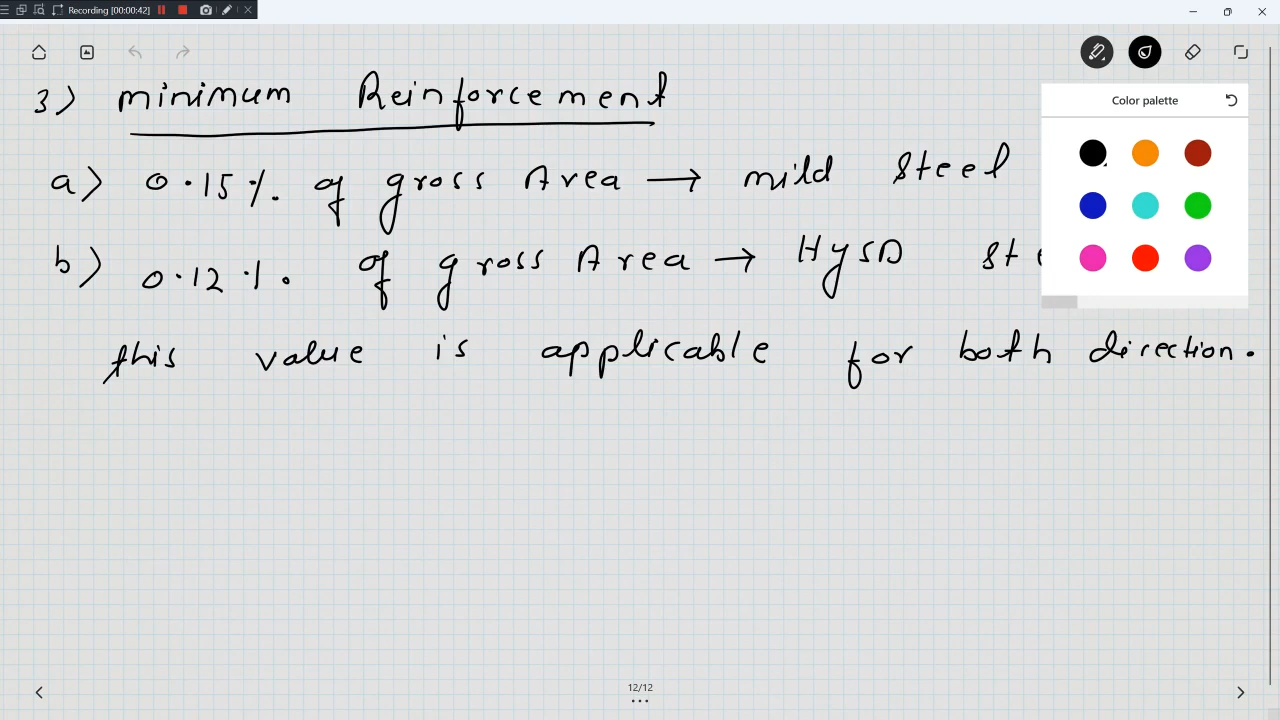 Recording [00:00:42]
Color palette
3) minimum Reinforcement
a) 0.15%. of gross Area → mild Steel
b) 0.12%. of gross Area → HYSD Ste
this value is applicable for both direction.
12/12